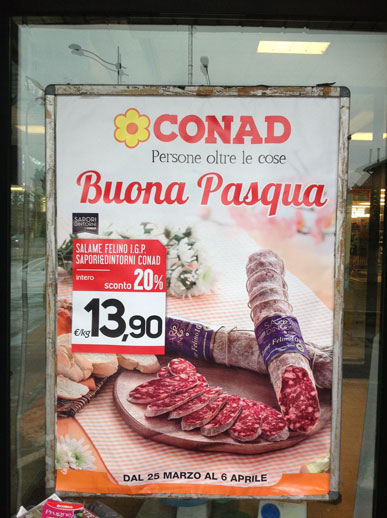 CONAD
Persone oltre le cose
Buona Pasqua
SAPORI
&DINTORNI
SALAME FELINO I.G.P.
SAPORI&DINTORNI CONAD
intero
sconto 20%
€/kg 13,90
Felino I.G.P.
DAL 25 MARZO AL 6 APRILE
Prugne